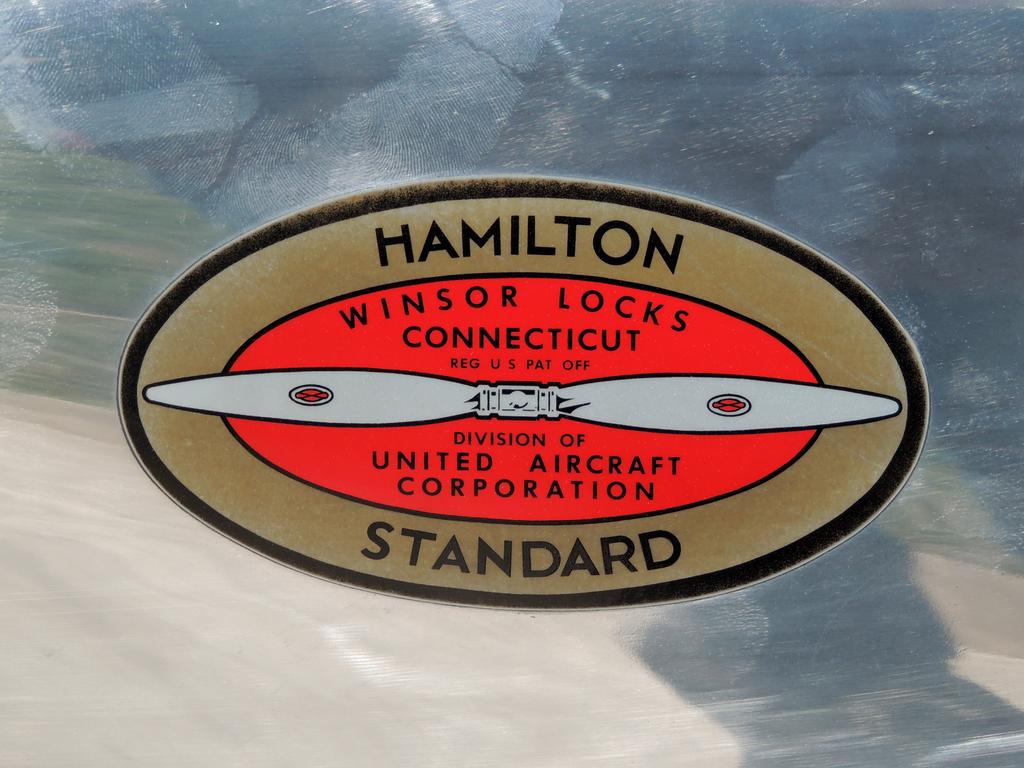 HAMILTON
WINSOR LOCKS
CONNECTICUT
REG U S PAT OFF
DIVISION OF
UNITED AIRCRAFT
CORPORATION
STANDARD